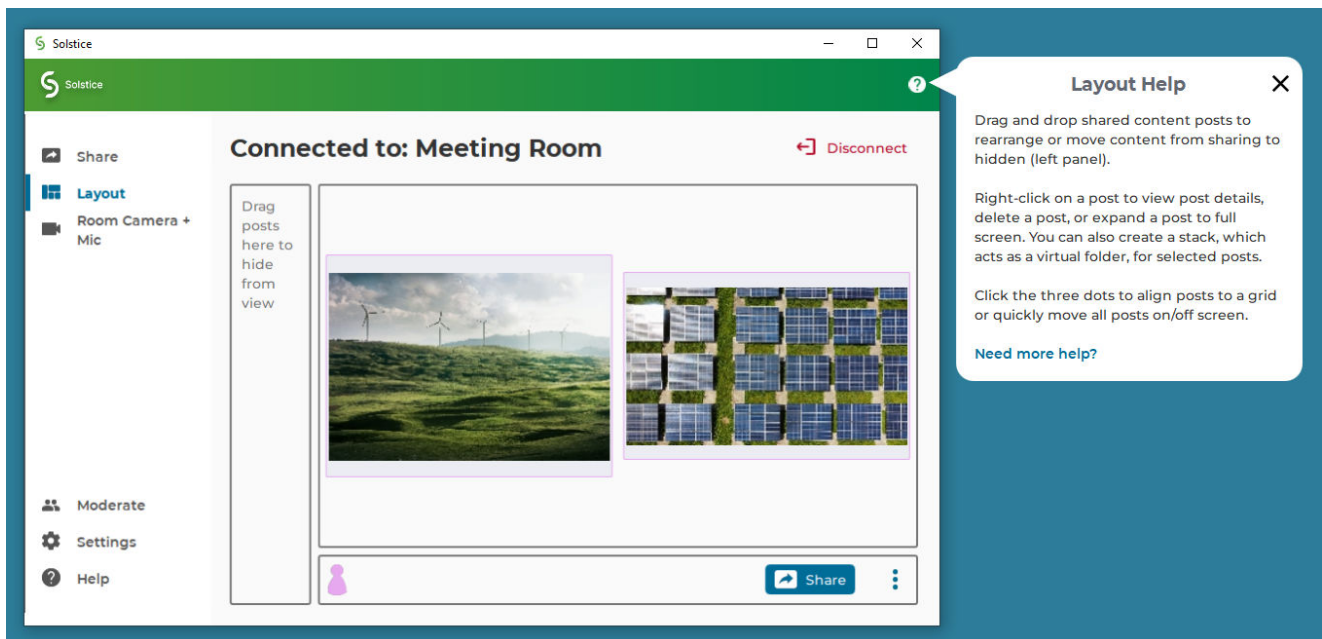 Solstice
Solstice
Share
Layout
Room Camera +
Mic
Moderate
Settings
Help
Connected to: Meeting Room
Disconnect
Drag
posts
here to
hide
from
view
Share
Layout Help
Drag and drop shared content posts to
rearrange or move content from sharing to
hidden (left panel).
Right-click on a post to view post details,
delete a post, or expand a post to full
screen. You can also create a stack, which
acts as a virtual folder, for selected posts.
Click the three dots to align posts to a grid
or quickly move all posts on/off screen.
Need more help?